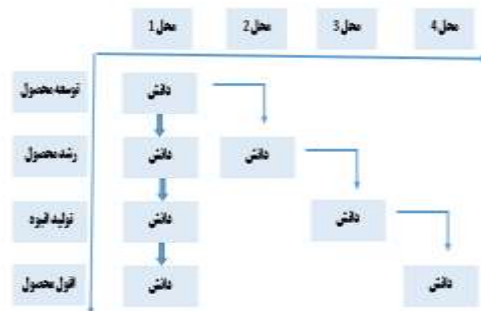 محل 1 محل 2 محل 3 محل 4
توسعه محصول دانش
رشد محصول دانش دانش
تولید انبوه دانش دانش
افول محصول دانش دانش